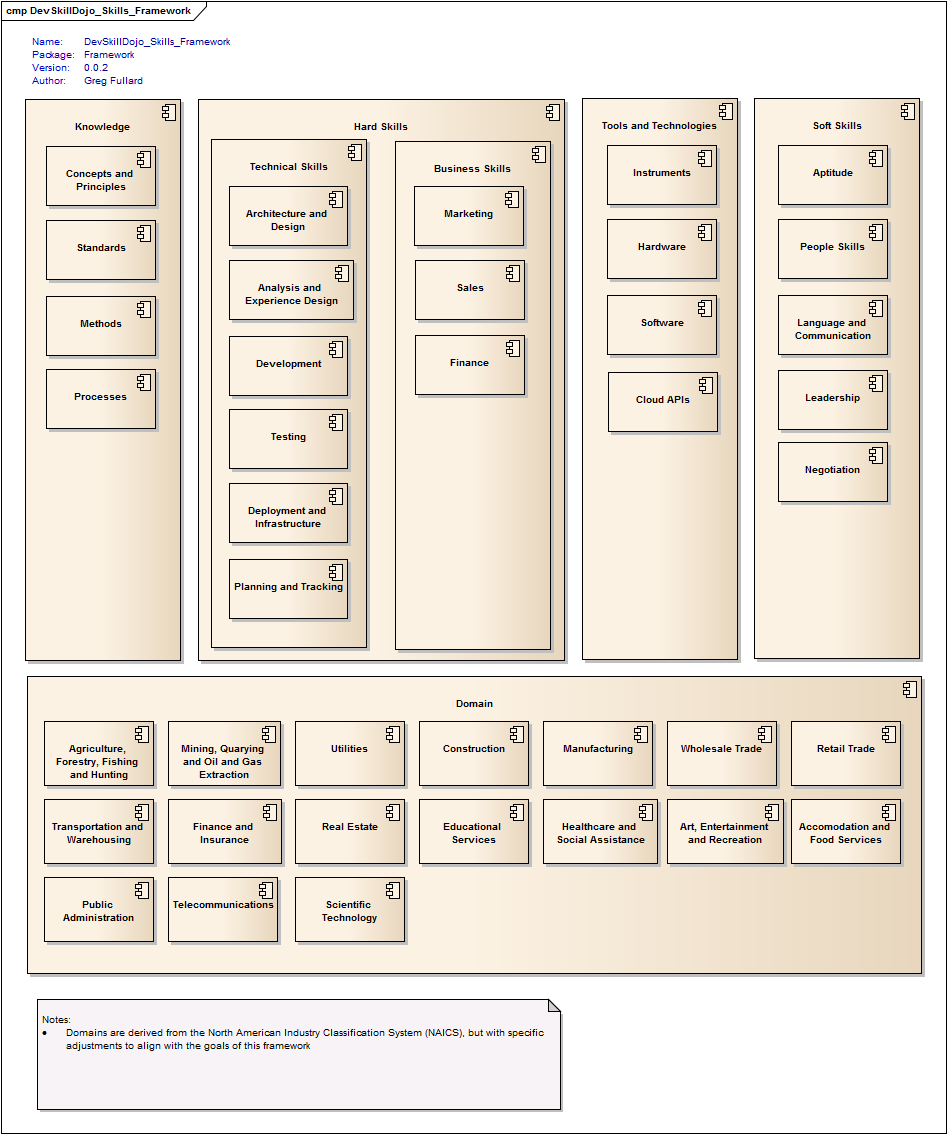 cmp DevSkillDojo_Skills_Framework
Name: DevSkillDojo_Skills_Framework
Package: Framework
Version: 0.0.2
Author: Greg Fullard
Knowledge
Concepts and
Principles
Standards
Methods
Processes
Hard Skills
Technical Skills
Architecture and
Design
Analysis and
Experience Design
Development
Testing
Deployment and
Infrastructure
Planning and Tracking
Business Skills
Marketing
Sales
Finance
Tools and Technologies
Instruments
Hardware
Software
Cloud APIs
Soft Skills
Aptitude
People Skills
Language and
Communication
Leadership
Negotiation
Domain
Agriculture,
Forestry, Fishing
and Hunting
Mining, Quarying
and Oil and Gas
Extraction
Utilities
Construction
Manufacturing
Wholesale Trade
Retail Trade
Transportation and
Warehousing
Finance and
Insurance
Real Estate
Educational
Services
Healthcare and
Social Assistance
Art, Entertainment
and Recreation
Accomodation and
Food Services
Public
Administration
Telecommunications
Scientific
Technology
Notes:
• Domains are derived from the North American Industry Classification System (NAICS), but with specific
adjustments to align with the goals of this framework